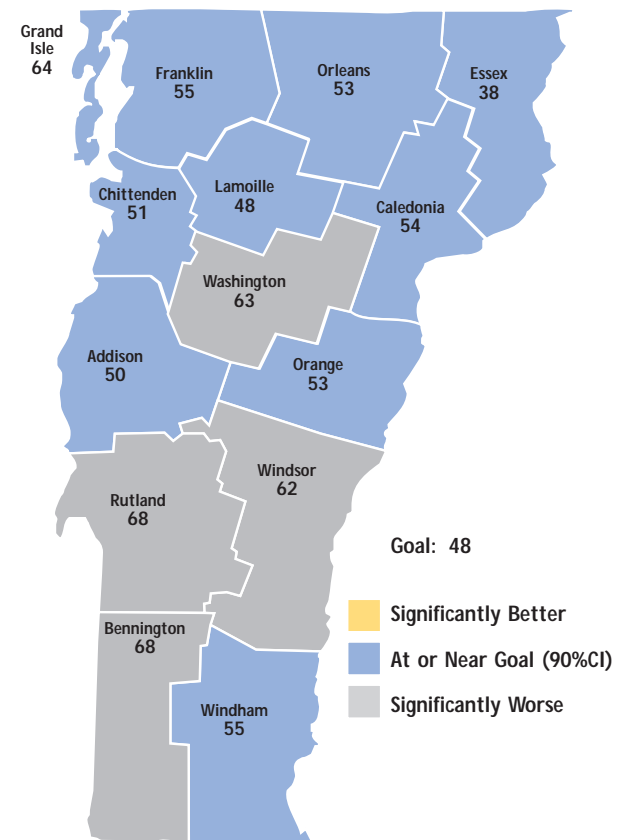 Grand
Isle
64
Franklin
55
Orleans
53
Essex
38
Chittenden
51
Lamoille
48
Caledonia
54
Washington
63
Addison
50
Orange
53
Rutland
68
Windsor
62
Bennington
68
Windham
55
Goal: 48
Significantly Better
At or Near Goal (90%CI)
Significantly Worse